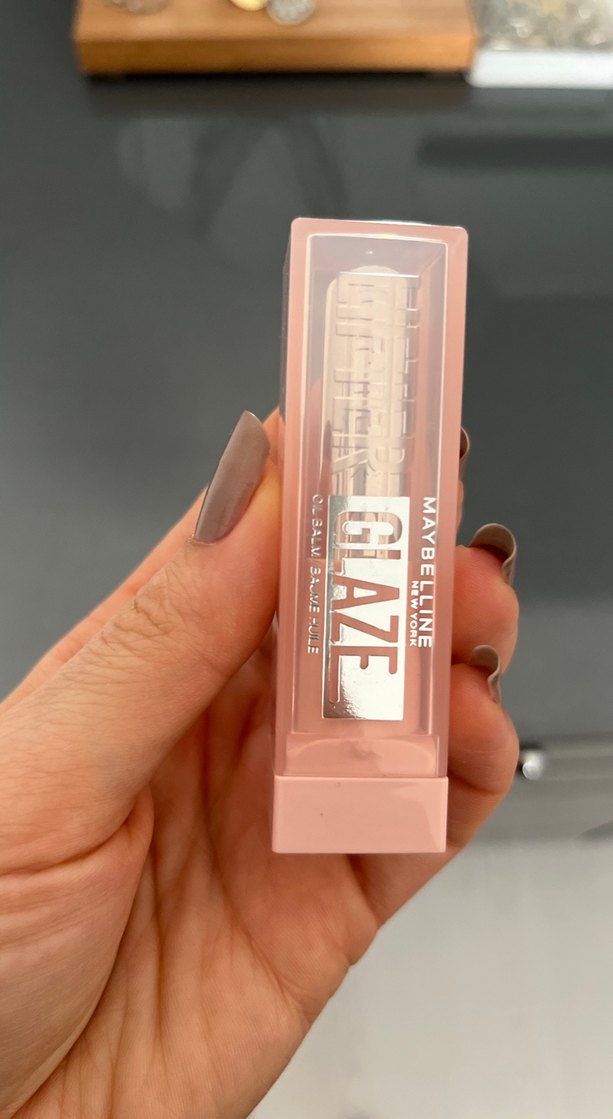 LIFTER
GLAZE
MAYBELLINE
NEW YORK
OIL BALM BAUME HUILE